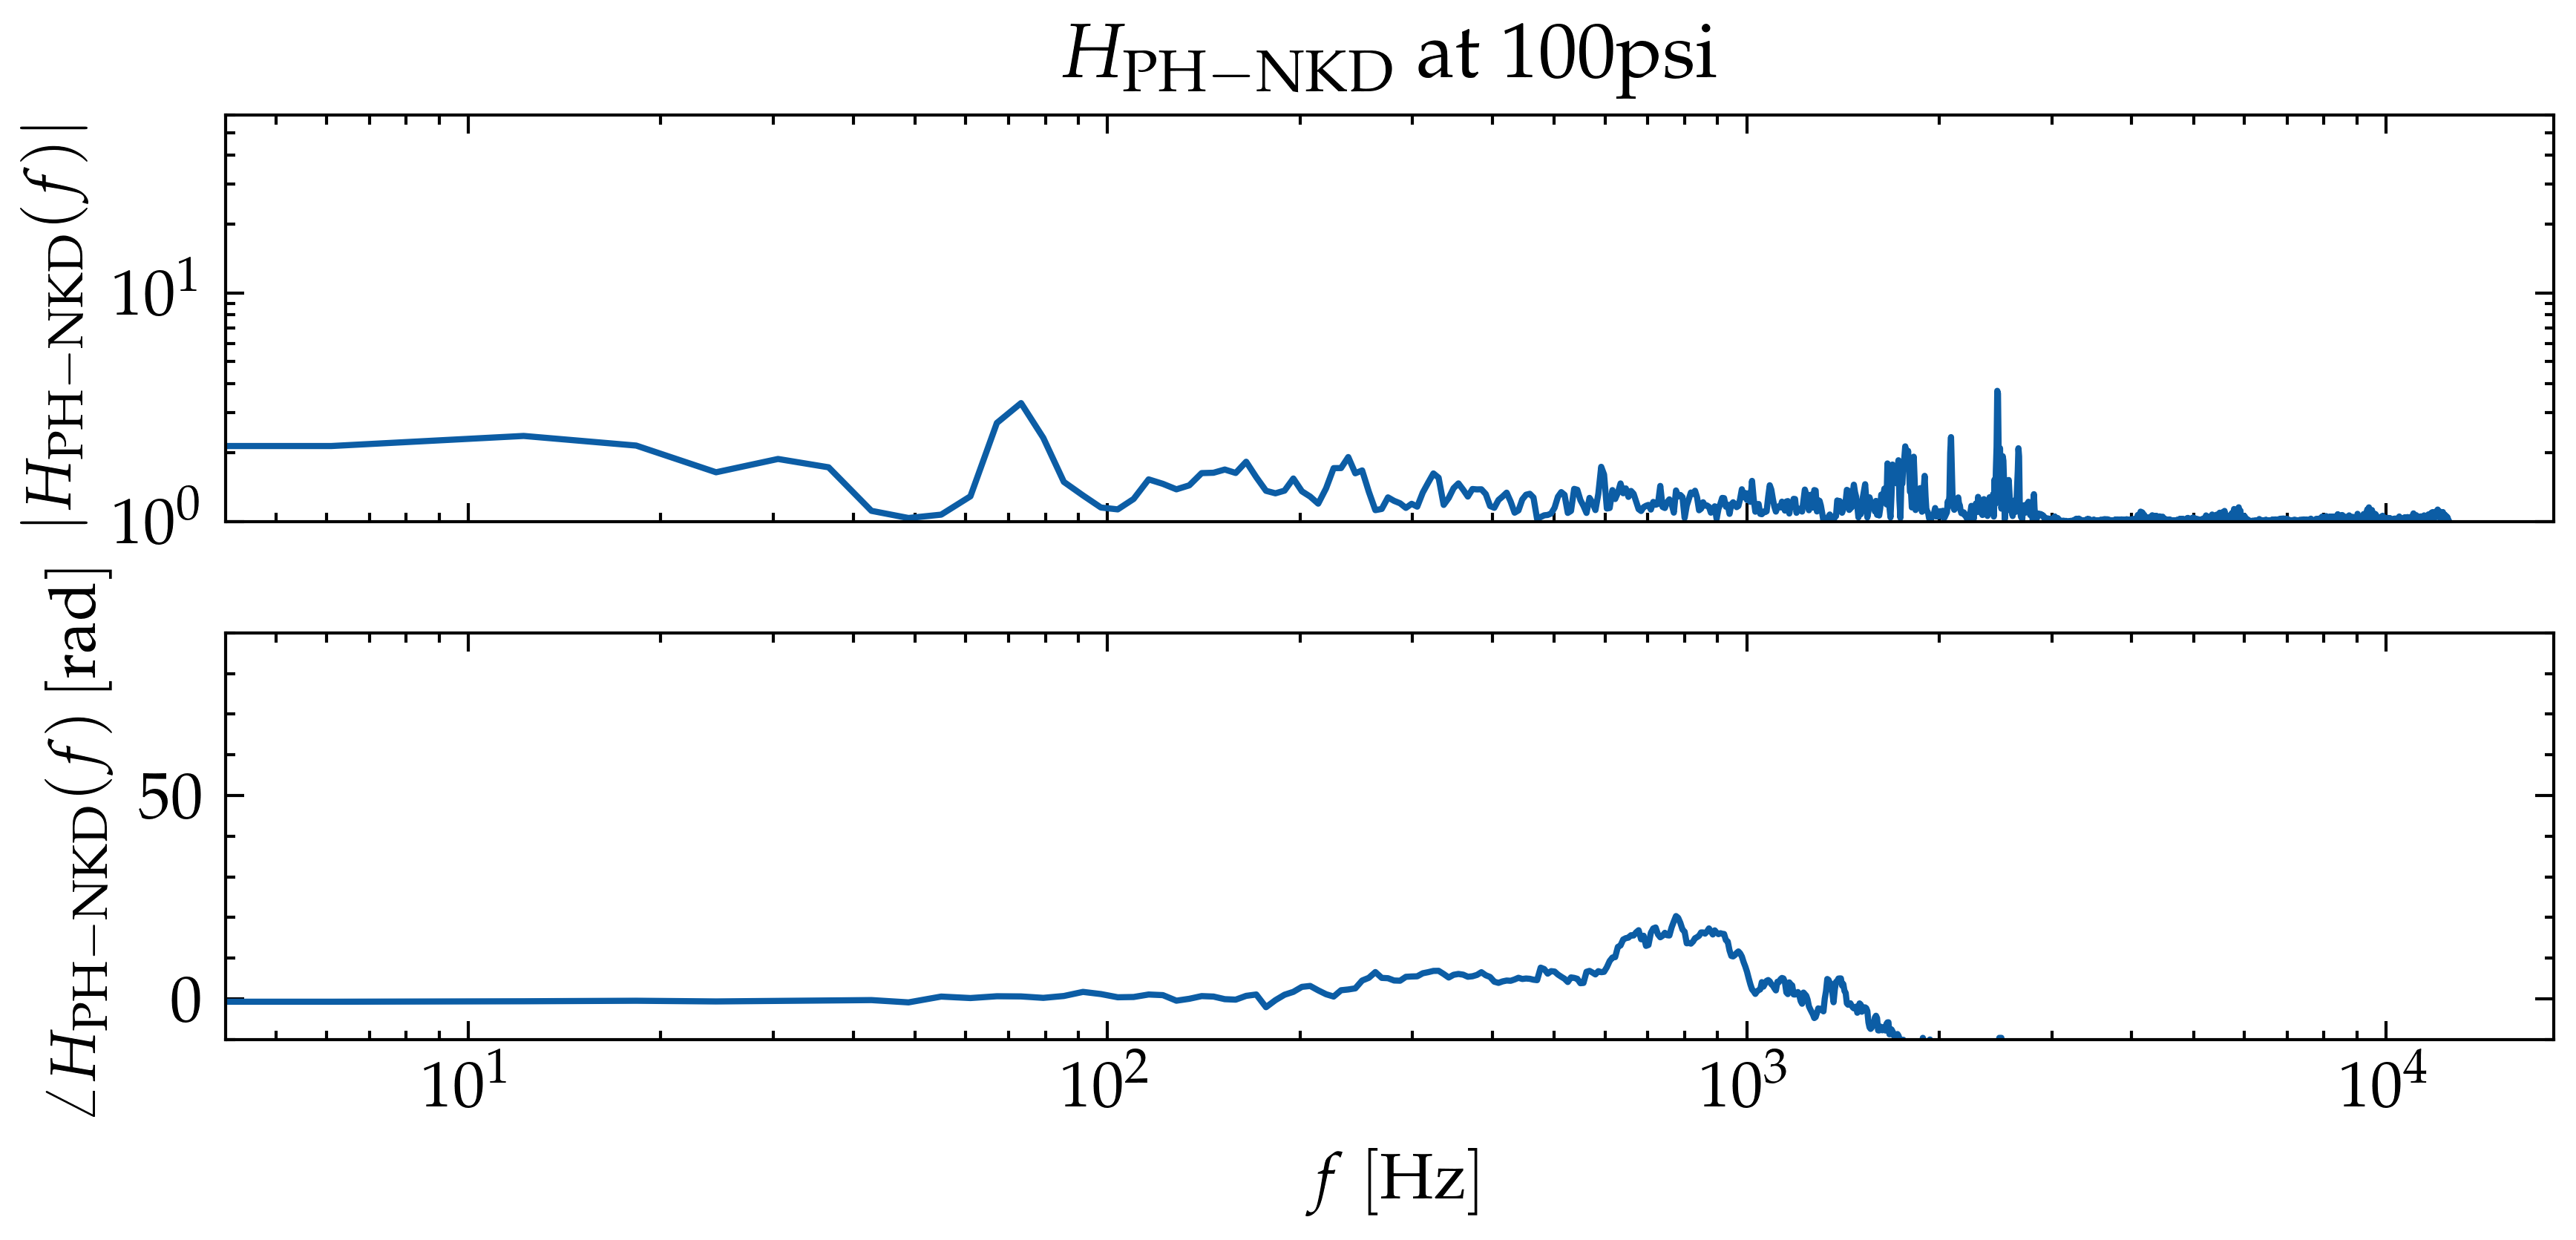 H_PH−NKD at 100psi
|H_PH−NKD(f)|
10^1
10^0
∠H_PH−NKD(f) [rad]
50
0
10^1 10^2 10^3 10^4
f [Hz]